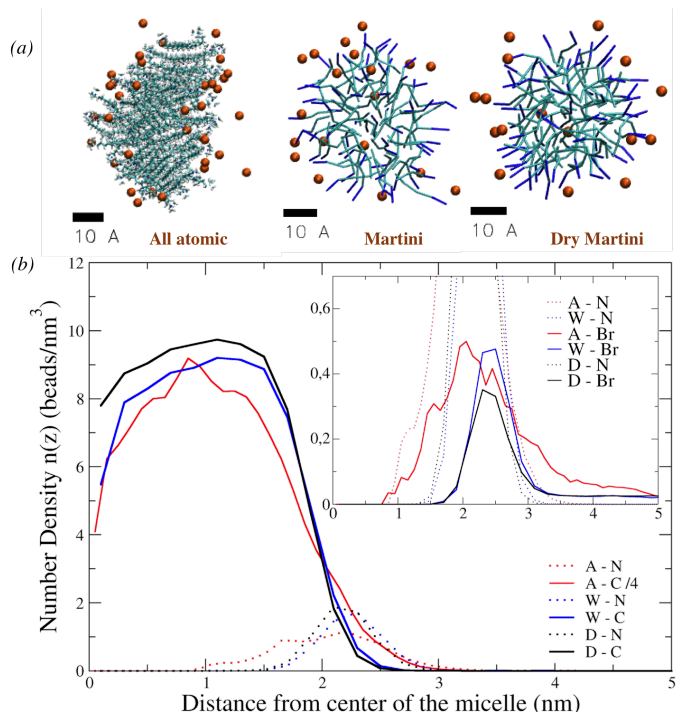 (a)
10 A
All atomic
10 A
Martini
10 A
Dry Martini
(b)
Number Density n(z) (beads/nm³)
12
10
8
6
4
2
0
0
1
2
3
4
5
Distance from center of the micelle (nm)
0,6
0,4
0,2
0
0
1
2
3
4
5
A - N
W - N
A - Br
W - Br
D - N
D - Br
A - N
A - C /4
W - N
W - C
D - N
D - C